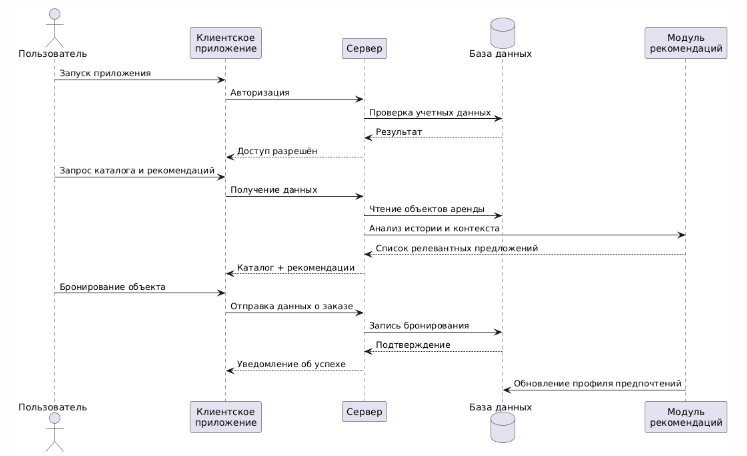 Пользователь
Клиентское
приложение
Сервер
База данных
Модуль
рекомендаций
Запуск приложения
Авторизация
Проверка учетных данных
Результат
Доступ разрешён
Запрос каталога и рекомендаций
Получение данных
Чтение объектов аренды
Анализ истории и контекста
Список релевантных предложений
Каталог + рекомендации
Бронирование объекта
Отправка данных о заказе
Запись бронирования
Подтверждение
Уведомление об успехе
Обновление профиля предпочтений
Пользователь
Клиентское
приложение
Сервер
База данных
Модуль
рекомендаций